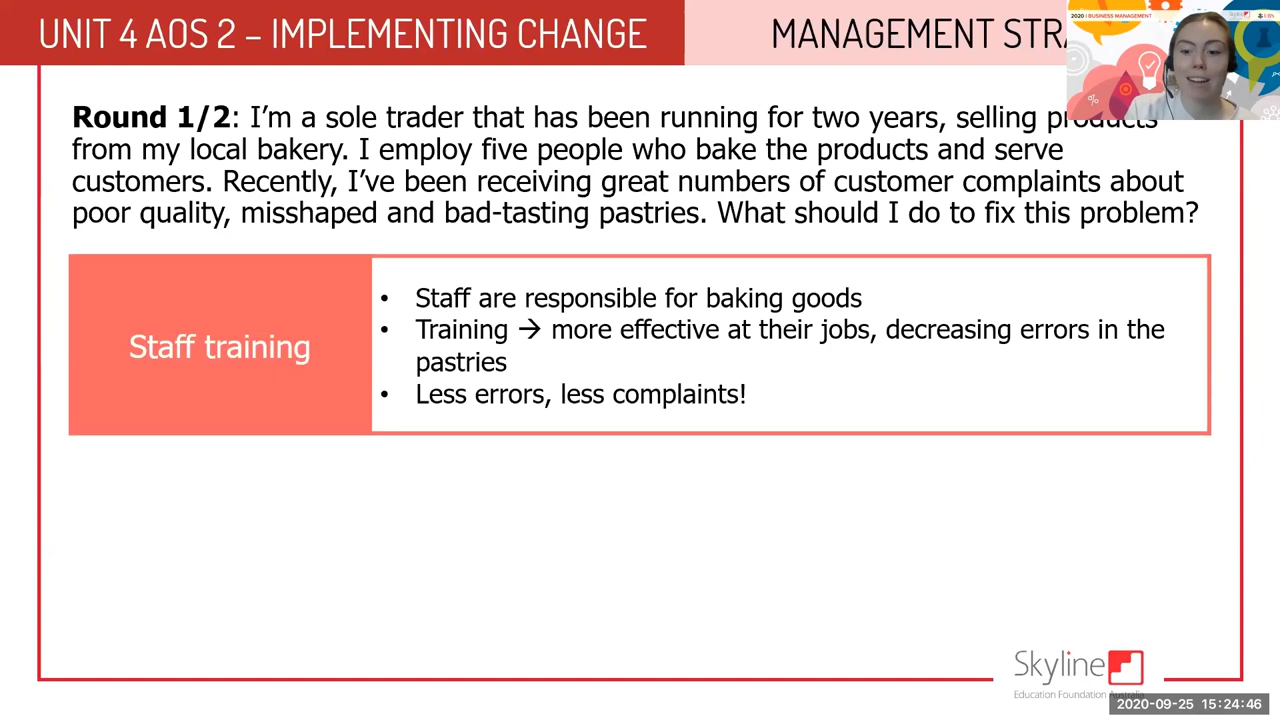 UNIT 4 AOS 2 – IMPLEMENTING CHANGE
MANAGEMENT
2020 | BUSINESS MANAGEMENT
Round 1/2: I’m a sole trader that has been running for two years, selling products
from my local bakery. I employ five people who bake the products and serve
customers. Recently, I’ve been receiving great numbers of customer complaints about
poor quality, misshaped and bad-tasting pastries. What should I do to fix this problem?
Staff training
• Staff are responsible for baking goods
• Training → more effective at their jobs, decreasing errors in the
pastries
• Less errors, less complaints!
Skyline
Education Foundation Australia
2020-09-25 15:24:46